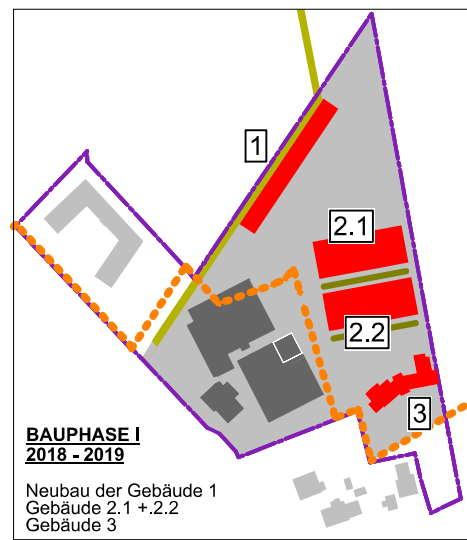 1
2.1
2.2
3
BAUPHASE I
2018 - 2019
Neubau der Gebäude 1
Gebäude 2.1 +.2.2
Gebäude 3